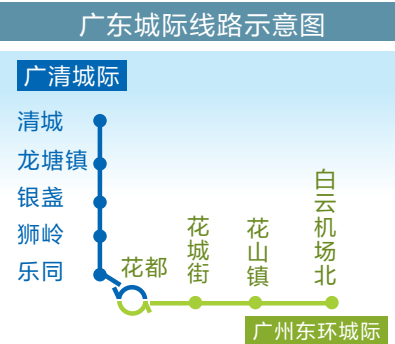 广东城际线路示意图
广清城际
清城
龙塘镇
银盏
狮岭
乐同
花都
花城街
花山镇
白云机场北
广州东环城际